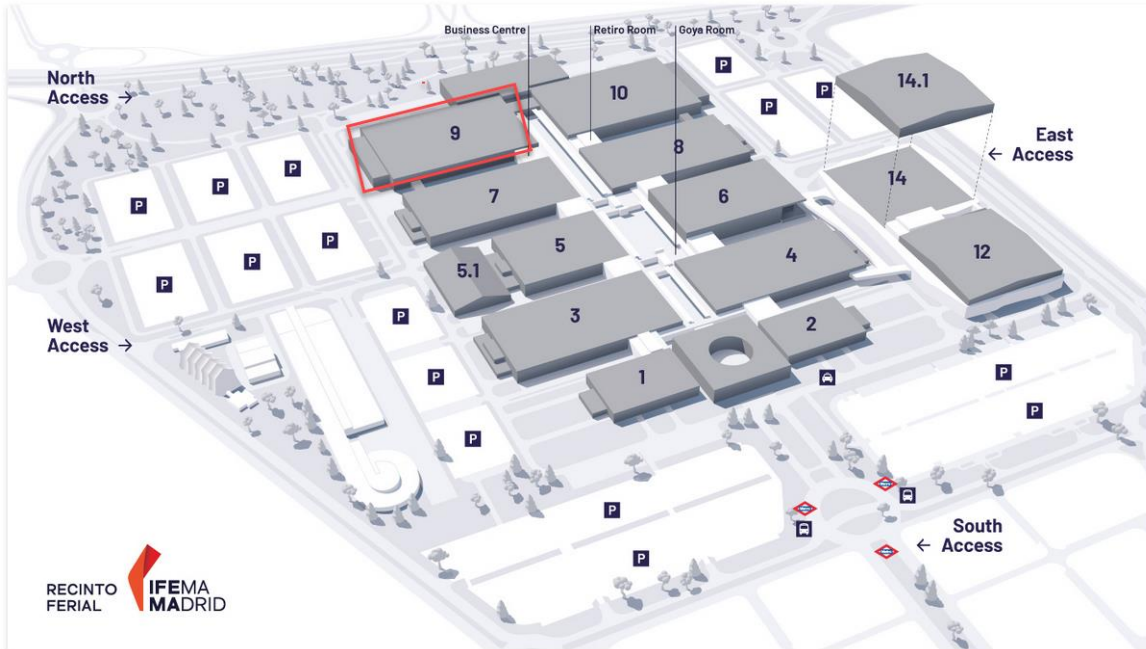 Business Centre
Retiro Room
Goya Room
North
Access →
10
14.1
9
P
P
P
8
East
← Access
P
P
P
7
6
14
P
P
5
4
12
5.1
P
P
P
3
2
West
Access →
1
P
P
P
P
P
P
South
← Access
RECINTO
FERIAL
IFEMA
MADRID